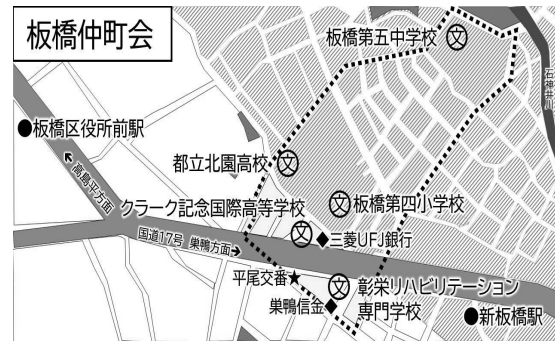 板橋仲町会
板橋第五中学校
文
石神井川
板橋区役所前駅
高島平方面
都立北園高校
文
クラーク記念国際高等学校
文
文
板橋第四小学校
国道17号 巣鴨方面
三菱UFJ銀行
平尾交番
文
彰栄リハビリテーション
専門学校
巣鴨信金
新板橋駅